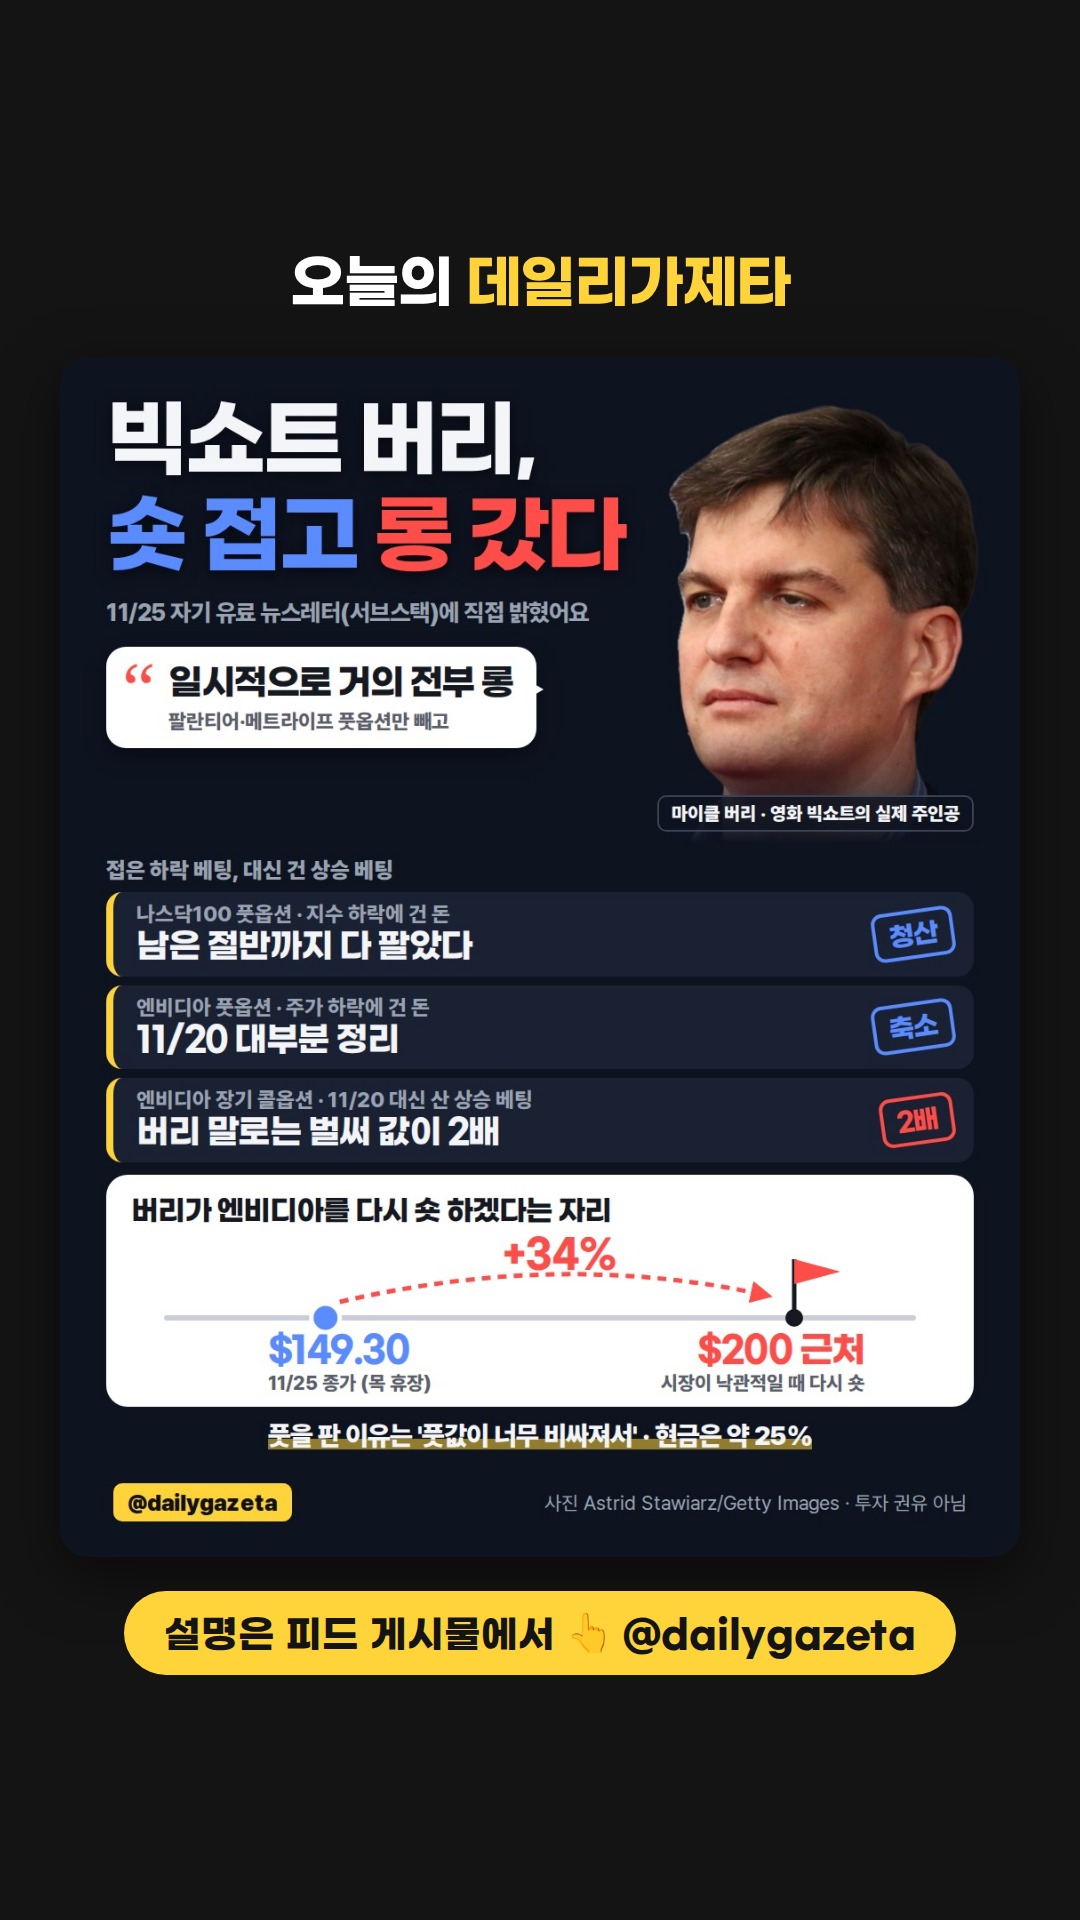 오늘의 데일리가제타
빅쇼트 버리,
숏 접고 롱 갔다
11/25 자기 유료 뉴스레터(서브스택)에 직접 밝혔어요
“ 일시적으로 거의 전부 롱
팔란티어·메트라이프 풋옵션만 빼고
마이클 버리 · 영화 빅쇼트의 실제 주인공
접은 하락 베팅, 대신 건 상승 베팅
나스닥100 풋옵션 · 지수 하락에 건 돈
남은 절반까지 다 팔았다
청산
엔비디아 풋옵션 · 주가 하락에 건 돈
11/20 대부분 정리
축소
엔비디아 장기 콜옵션 · 11/20 대신 산 상승 베팅
버리 말로는 벌써 값이 2배
2배
버리가 엔비디아를 다시 숏 하겠다는 자리
+34%
$149.30
11/25 종가 (목 휴장)
$200 근처
시장이 낙관적일 때 다시 숏
풋을 판 이유는 '풋값이 너무 비싸져서' · 현금은 약 25%
@dailygazeta
사진 Astrid Stawiarz/Getty Images · 투자 권유 아님
설명은 피드 게시물에서 👆 @dailygazeta